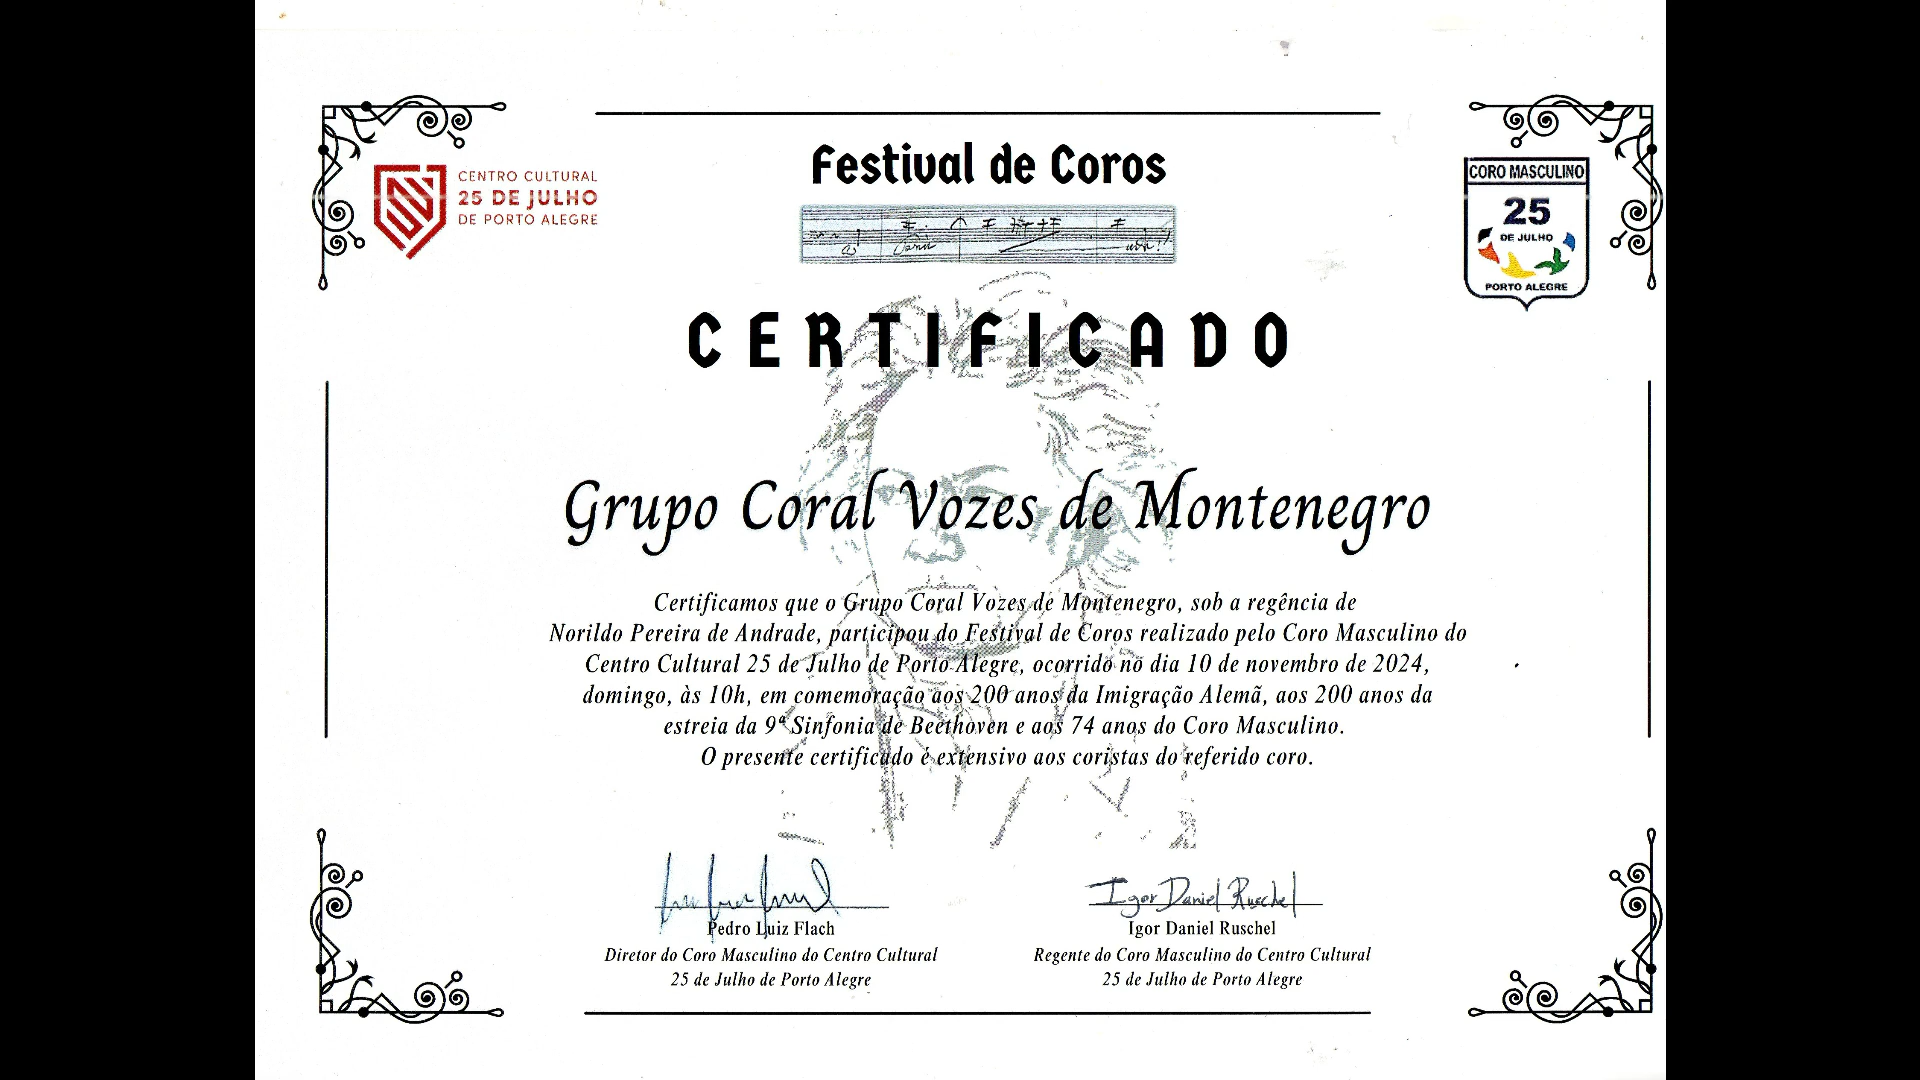 CENTRO CULTURAL
25 DE JULHO
DE PORTO ALEGRE
Festival de Coros
CORO MASCULINO
25
DE JULHO
PORTO ALEGRE
CERTIFICADO
Grupo Coral Vozes de Montenegro
Certificamos que o Grupo Coral Vozes de Montenegro, sob a regência de
Norildo Pereira de Andrade, participou do Festival de Coros realizado pelo Coro Masculino do
Centro Cultural 25 de Julho de Porto Alegre, ocorrido no dia 10 de novembro de 2024,
domingo, às 10h, em comemoração aos 200 anos da Imigração Alemã, aos 200 anos da
estreia da 9ª Sinfonia de Beethoven e aos 74 anos do Coro Masculino.
O presente certificado é extensivo aos coristas do referido coro.
Igor Daniel Ruschel
Pedro Luiz Flach
Diretor do Coro Masculino do Centro Cultural
25 de Julho de Porto Alegre
Igor Daniel Ruschel
Regente do Coro Masculino do Centro Cultural
25 de Julho de Porto Alegre